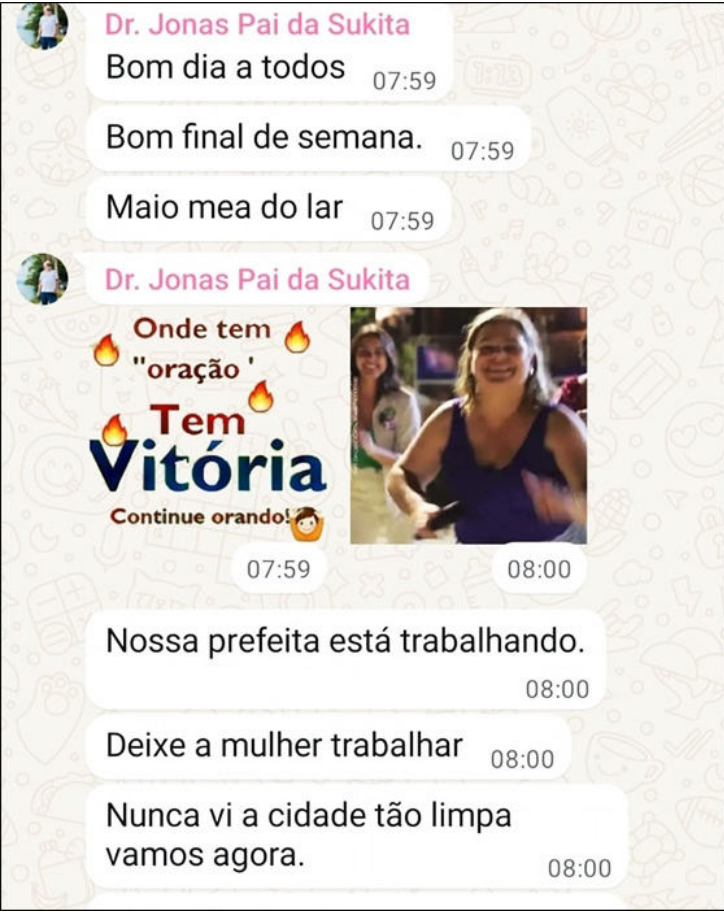 Dr. Jonas Pai da Sukita
Bom dia a todos 07:59
Bom final de semana. 07:59
Maio mea do lar 07:59
Dr. Jonas Pai da Sukita
Onde tem
"oração '
Tem
Vitória
Continue orando!
07:59
08:00
Nossa prefeita está trabalhando.
08:00
Deixe a mulher trabalhar 08:00
Nunca vi a cidade tão limpa
vamos agora. 08:00